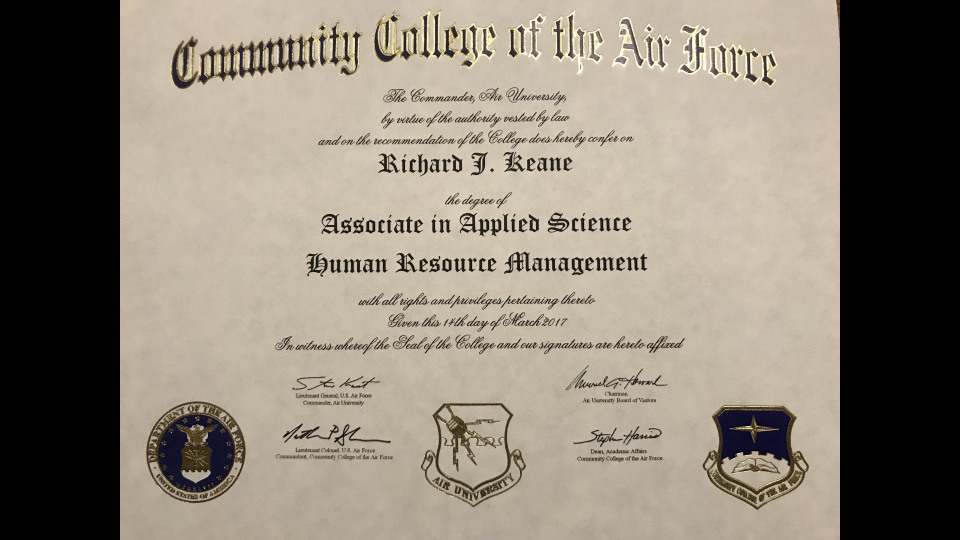 Community College of the Air Force
The Commander, Air University,
by virtue of the authority vested by law
and on the recommendation of the College does hereby confer on
Richard J. Keane
the degree of
Associate in Applied Science
Human Resource Management
with all rights and privileges pertaining thereto
Given this 14th day of March 2017
In witness whereof the Seal of the College and our signatures are hereto affixed
Lieutenant General, U.S. Air Force
Commander, Air University
Chairman
Air University Board of Visitors
Lieutenant Colonel, U.S. Air Force
Commandant, Community College of the Air Force
Dean, Academic Affairs
Community College of the Air Force
DEPARTMENT OF THE AIR FORCE
UNITED STATES OF AMERICA
AIR UNIVERSITY
COMMUNITY COLLEGE OF THE AIR FORCE